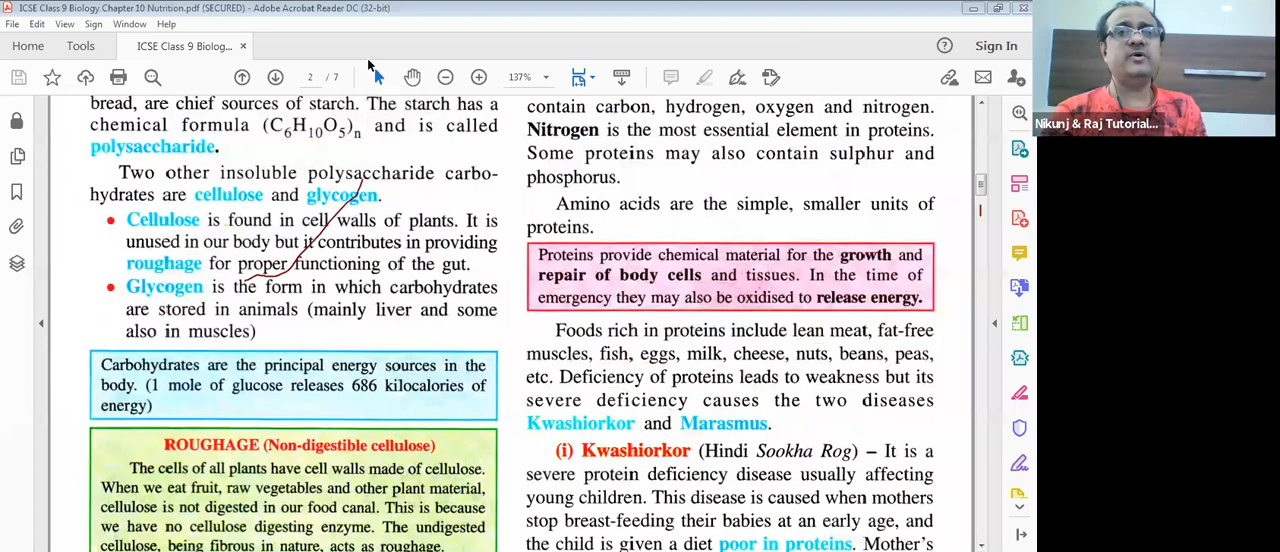 ICSE Class 9 Biology Chapter 10 Nutrition.pdf (SECURED) - Adobe Acrobat Reader DC (32-bit)
File Edit View Sign Window Help
Home Tools ICSE Class 9 Biolog... × Sign In
2 / 7 137%
Nikunj & Raj Tutorial...
bread, are chief sources of starch. The starch has a
chemical formula (C₆H₁₀O₅)ₙ and is called
polysaccharide.
Two other insoluble polysaccharide carbo-
hydrates are cellulose and glycogen.
• Cellulose is found in cell walls of plants. It is
unused in our body but it contributes in providing
roughage for proper functioning of the gut.
• Glycogen is the form in which carbohydrates
are stored in animals (mainly liver and some
also in muscles)
Carbohydrates are the principal energy sources in the
body. (1 mole of glucose releases 686 kilocalories of
energy)
ROUGHAGE (Non-digestible cellulose)
The cells of all plants have cell walls made of cellulose.
When we eat fruit, raw vegetables and other plant material,
cellulose is not digested in our food canal. This is because
we have no cellulose digesting enzyme. The undigested
cellulose, being fibrous in nature, acts as roughage.
contain carbon, hydrogen, oxygen and nitrogen.
Nitrogen is the most essential element in proteins.
Some proteins may also contain sulphur and
phosphorus.
Amino acids are the simple, smaller units of
proteins.
Proteins provide chemical material for the growth and
repair of body cells and tissues. In the time of
emergency they may also be oxidised to release energy.
Foods rich in proteins include lean meat, fat-free
muscles, fish, eggs, milk, cheese, nuts, beans, peas,
etc. Deficiency of proteins leads to weakness but its
severe deficiency causes the two diseases
Kwashiorkor and Marasmus.
(i) Kwashiorkor (Hindi Sookha Rog) – It is a
severe protein deficiency disease usually affecting
young children. This disease is caused when mothers
stop breast-feeding their babies at an early age, and
the child is given a diet poor in proteins. Mother's